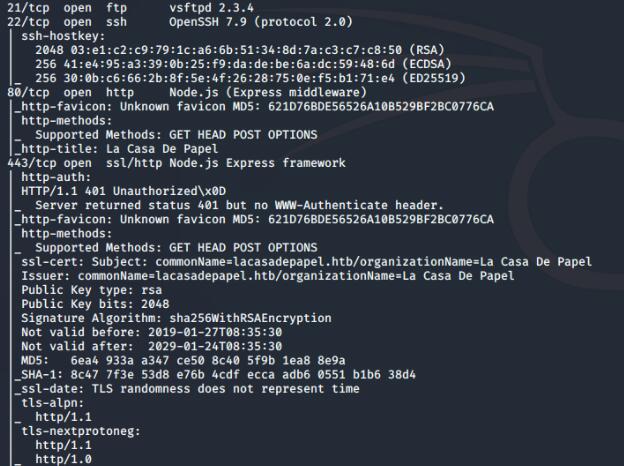 21/tcp  open  ftp      vsftpd 2.3.4
22/tcp  open  ssh      OpenSSH 7.9 (protocol 2.0)
| ssh-hostkey:
|   2048 03:e1:c2:c9:79:1c:a6:6b:51:34:8d:7a:c3:c7:c8:50 (RSA)
|   256 41:e4:95:a3:39:0b:25:f9:da:de:be:6a:dc:59:48:6d (ECDSA)
|_  256 30:0b:c6:66:2b:8f:5e:4f:26:28:75:0e:f5:b1:71:e4 (ED25519)
80/tcp  open  http     Node.js (Express middleware)
|_http-favicon: Unknown favicon MD5: 621D76BDE56526A10B529BF2BC0776CA
| http-methods:
|_  Supported Methods: GET HEAD POST OPTIONS
|_http-title: La Casa De Papel
443/tcp open  ssl/http Node.js Express framework
| http-auth:
| HTTP/1.1 401 Unauthorized\x0D
|_  Server returned status 401 but no WWW-Authenticate header.
|_http-favicon: Unknown favicon MD5: 621D76BDE56526A10B529BF2BC0776CA
| http-methods:
|_  Supported Methods: GET HEAD POST OPTIONS
| ssl-cert: Subject: commonName=lacasadepapel.htb/organizationName=La Casa De Papel
| Issuer: commonName=lacasadepapel.htb/organizationName=La Casa De Papel
| Public Key type: rsa
| Public Key bits: 2048
| Signature Algorithm: sha256WithRSAEncryption
| Not valid before: 2019-01-27T08:35:30
| Not valid after:  2029-01-24T08:35:30
| MD5:   6ea4 933a a347 ce50 8c40 5f9b 1ea8 8e9a
|_SHA-1: 8c47 7f3e 53d8 e76b 4cdf ecca adb6 0551 b1b6 38d4
|_ssl-date: TLS randomness does not represent time
| tls-alpn:
|_  http/1.1
| tls-nextprotoneg:
|   http/1.1
|_  http/1.0